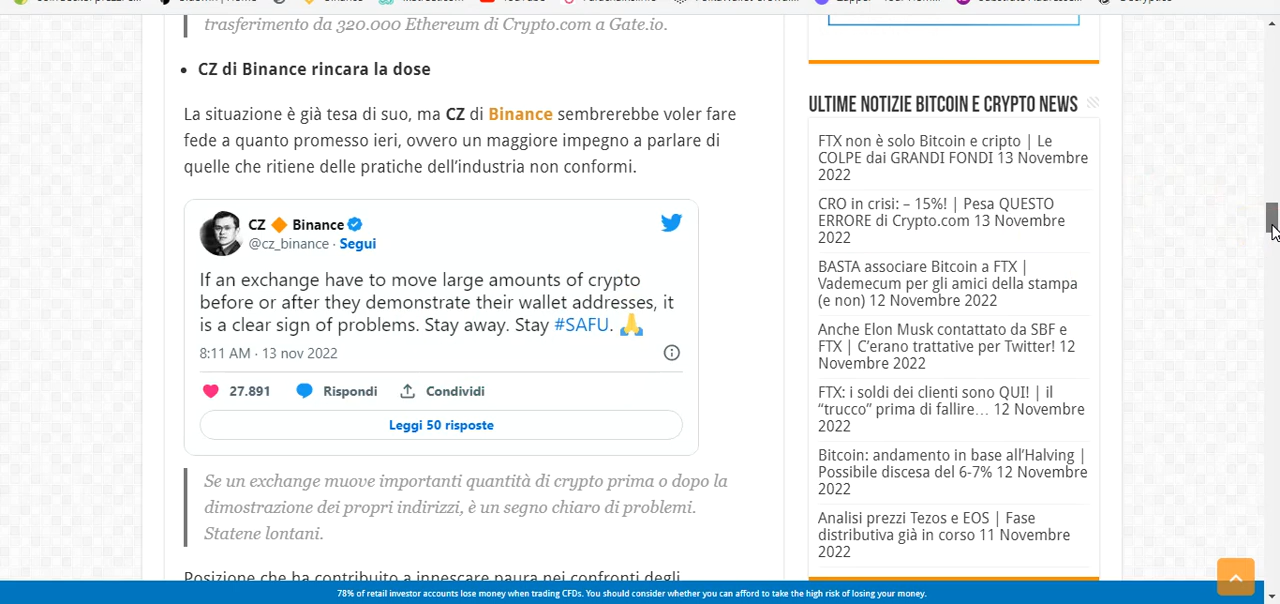 trasferimento da 320.000 Ethereum di Crypto.com a Gate.io.
• CZ di Binance rincara la dose
La situazione è già tesa di suo, ma CZ di Binance sembrerebbe voler fare
fede a quanto promesso ieri, ovvero un maggiore impegno a parlare di
quelle che ritiene delle pratiche dell’industria non conformi.
CZ 🔶 Binance
@cz_binance · Segui
If an exchange have to move large amounts of crypto
before or after they demonstrate their wallet addresses, it
is a clear sign of problems. Stay away. Stay #SAFU. 🙏
8:11 AM · 13 nov 2022
27.891 Rispondi Condividi
Leggi 50 risposte
Se un exchange muove importanti quantità di crypto prima o dopo la
dimostrazione dei propri indirizzi, è un segno chiaro di problemi.
Statene lontani.
Posizione che ha contribuito a innescare paura nei confronti degli
ULTIME NOTIZIE BITCOIN E CRYPTO NEWS
FTX non è solo Bitcoin e cripto | Le
COLPE dai GRANDI FONDI 13 Novembre
2022
CRO in crisi: – 15%! | Pesa QUESTO
ERRORE di Crypto.com 13 Novembre
2022
BASTA associare Bitcoin a FTX |
Vademecum per gli amici della stampa
(e non) 12 Novembre 2022
Anche Elon Musk contattato da SBF e
FTX | C’erano trattative per Twitter! 12
Novembre 2022
FTX: i soldi dei clienti sono QUI! | il
“trucco” prima di fallire… 12 Novembre
2022
Bitcoin: andamento in base all’Halving |
Possibile discesa del 6-7% 12 Novembre
2022
Analisi prezzi Tezos e EOS | Fase
distributiva già in corso 11 Novembre
2022
78% of retail investor accounts lose money when trading CFDs. You should consider whether you can afford to take the high risk of losing your money.